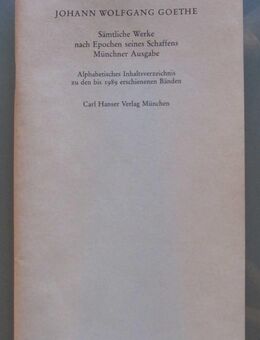 JOHANN WOLFGANG GOETHE
Sämtliche Werke
nach Epochen seines Schaffens
Münchner Ausgabe
Alphabetisches Inhaltsverzeichnis
zu den bis 1989 erschienenen Bänden
Carl Hanser Verlag München